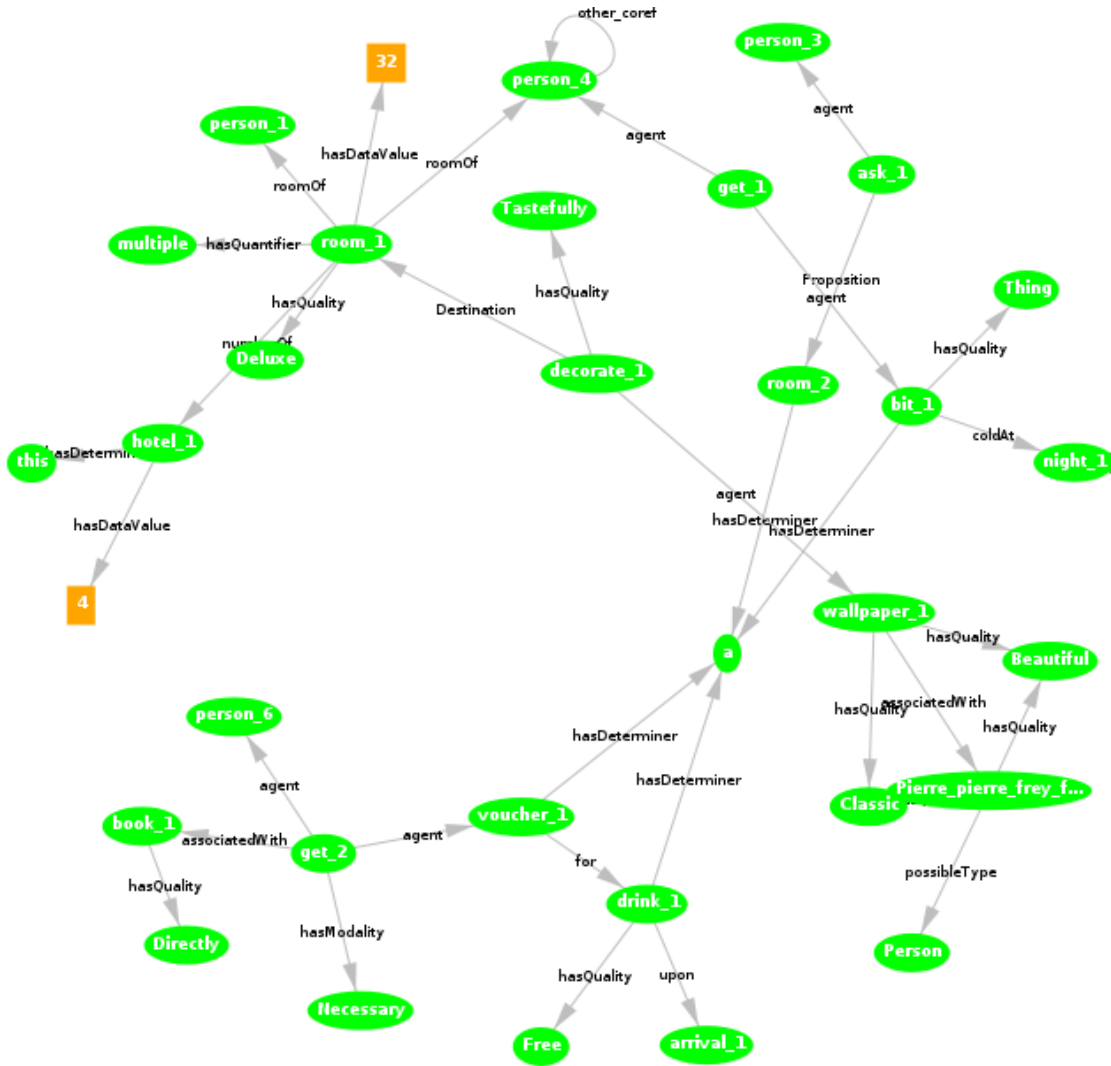 other_coref
person_3
32
person_4
person_1
agent
agent
hasDataValue
roomOf
ask_1
roomOf
get_1
Tastefully
multiple
hasQuantifier
room_1
Proposition
agent
Thing
hasQuality
hasQuality
Destination
Deluxe
hasQuality
decorate_1
room_2
bit_1
coldAt
hotel_1
this
night_1
agent
hasDataValue
hasDeterminer
hasDeterminer
4
wallpaper_1
hasQuality
a
Beautiful
hasQuality
associatedWith
person_6
hasDeterminer
hasQuality
hasDeterminer
agent
Pierre_pierre_frey_f...
Classic
book_1
voucher_1
associatedWith
agent
get_2
for
possibleType
hasQuality
drink_1
hasModality
Directly
Person
hasQuality
upon
Necessary
Free
arrival_1